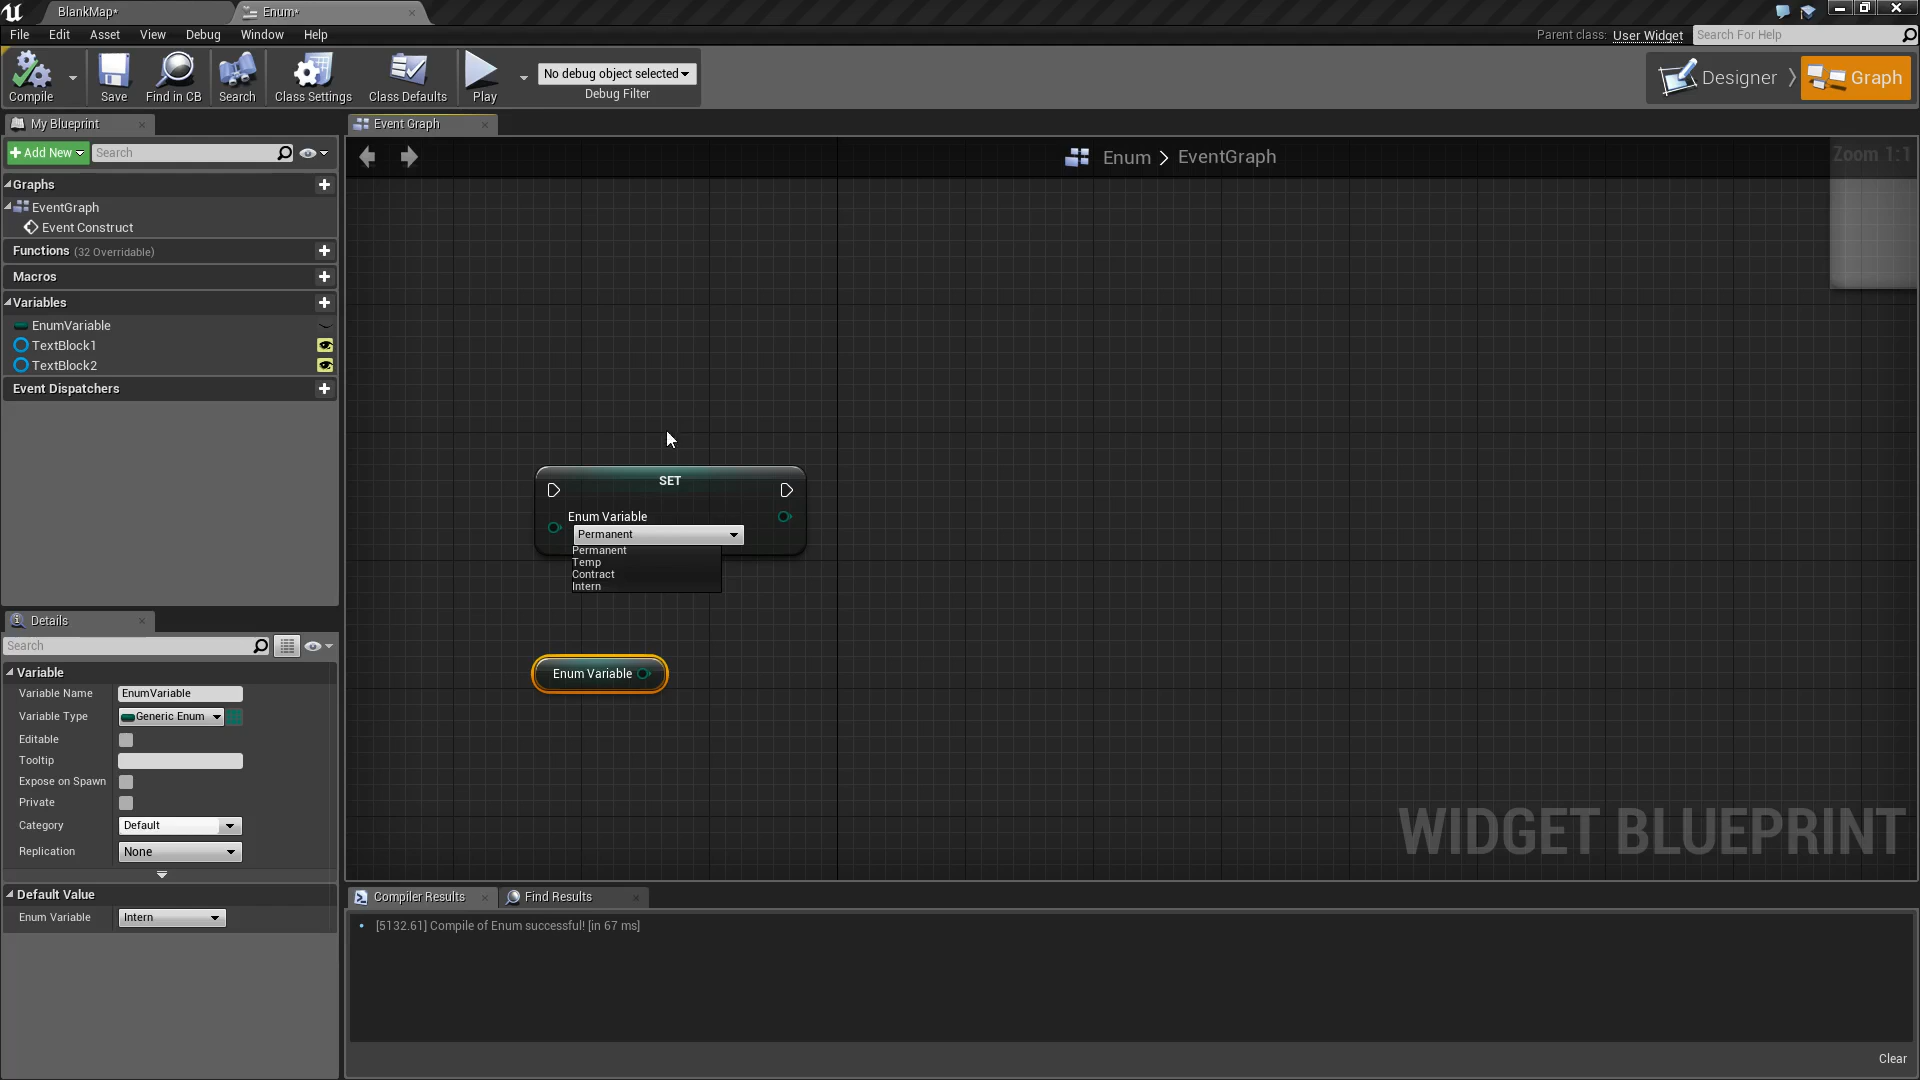 BlankMap*
Enum*
File Edit Asset View Debug Window Help
Parent class: User Widget Search For Help
Compile Save Find in CB Search Class Settings Class Defaults Play
No debug object selected
Debug Filter
Designer Graph
My Blueprint
Event Graph
+ Add New Search
Enum > EventGraph
Zoom 1:1
Graphs
EventGraph
Event Construct
Functions (32 Overridable)
Macros
Variables
EnumVariable
TextBlock1
TextBlock2
Event Dispatchers
SET
Enum Variable
Permanent
Permanent
Temp
Contract
Intern
Enum Variable
Details
Search
Variable
Variable Name EnumVariable
Variable Type Generic Enum
Editable
Tooltip
Expose on Spawn
Private
Category Default
Replication None
Default Value
Enum Variable Intern
WIDGET BLUEPRINT
Compiler Results Find Results
• [5132.61] Compile of Enum successful! [in 67 ms]
Clear